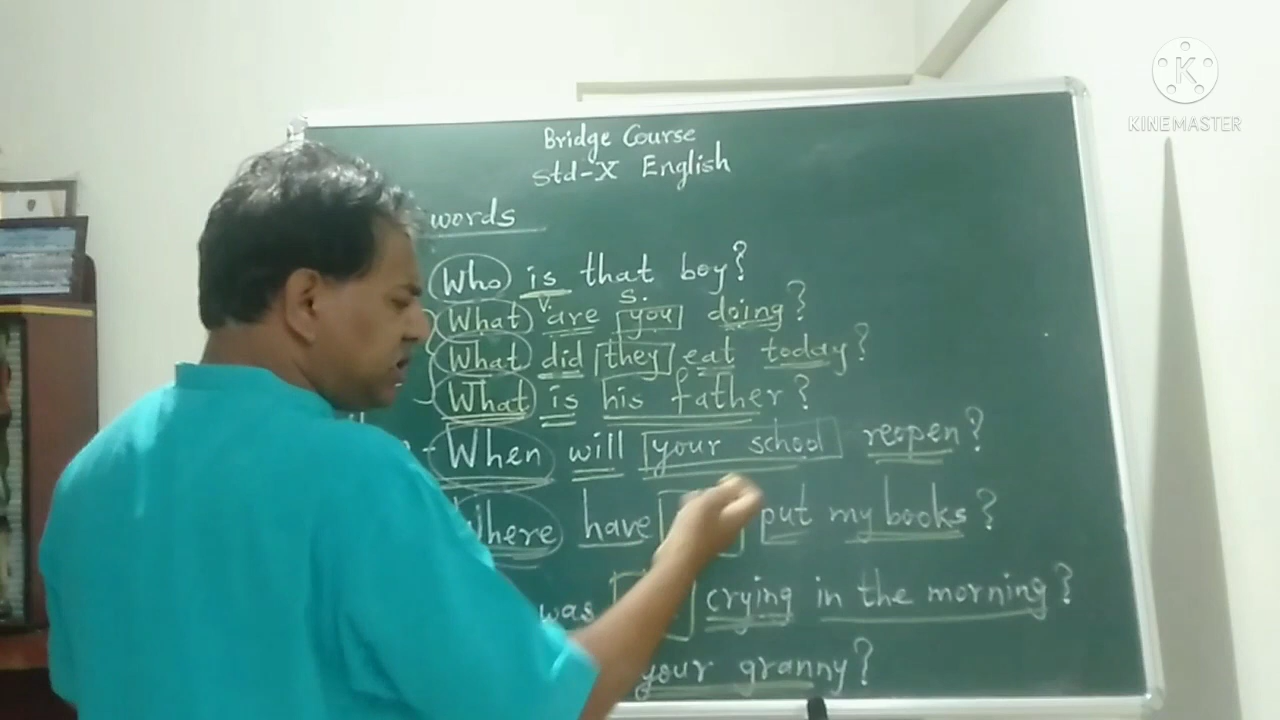 KINEMASTER
Bridge Course
std-X English
words
Who is that boy?
V. S.
What are you doing?
What did they eat today?
What is his father?
When will your school reopen?
Where have put my books?
was crying in the morning?
your granny?